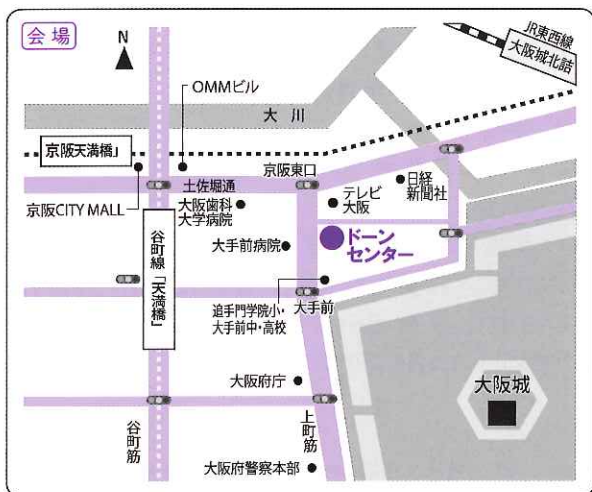 会場
N
JR東西線
大阪城北詰
OMMビル
大川
京阪天満橋」
京阪東口
土佐堀通
日経
新聞社
テレビ
大阪
大阪歯科
大学病院
京阪CITY MALL
谷町線「天満橋」
ドーン
センター
大手前病院
追手門学院小・
大手前中・高校
大手前
大阪府庁
大阪城
谷町筋
上町筋
大阪府警察本部